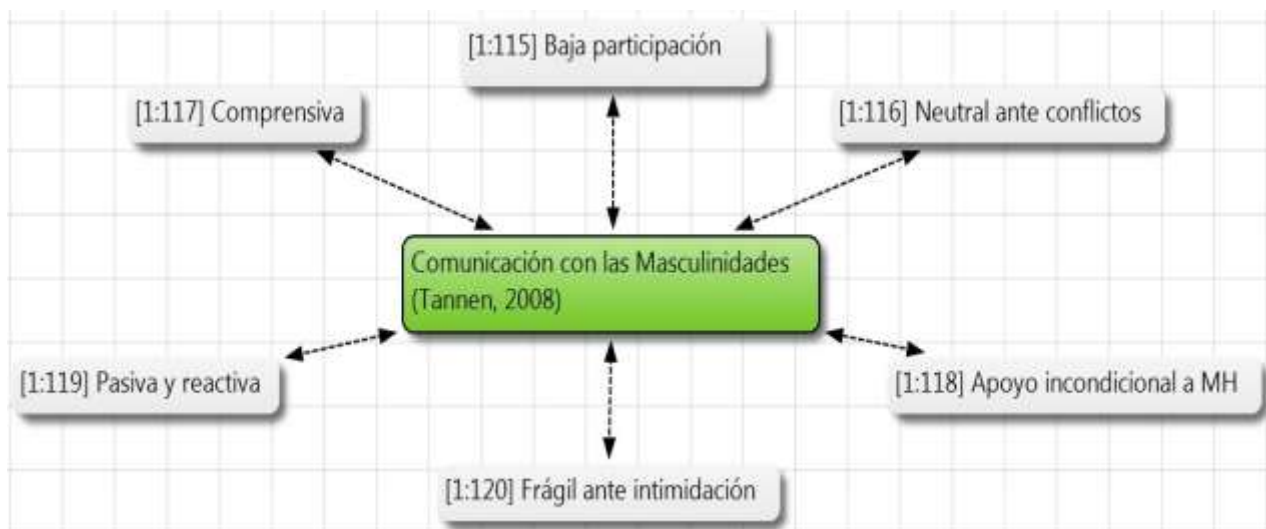 [1:115] Baja participación
[1:117] Comprensiva
[1:116] Neutral ante conflictos
Comunicación con las Masculinidades
(Tannen, 2008)
[1:119] Pasiva y reactiva
[1:118] Apoyo incondicional a MH
[1:120] Frágil ante intimidación